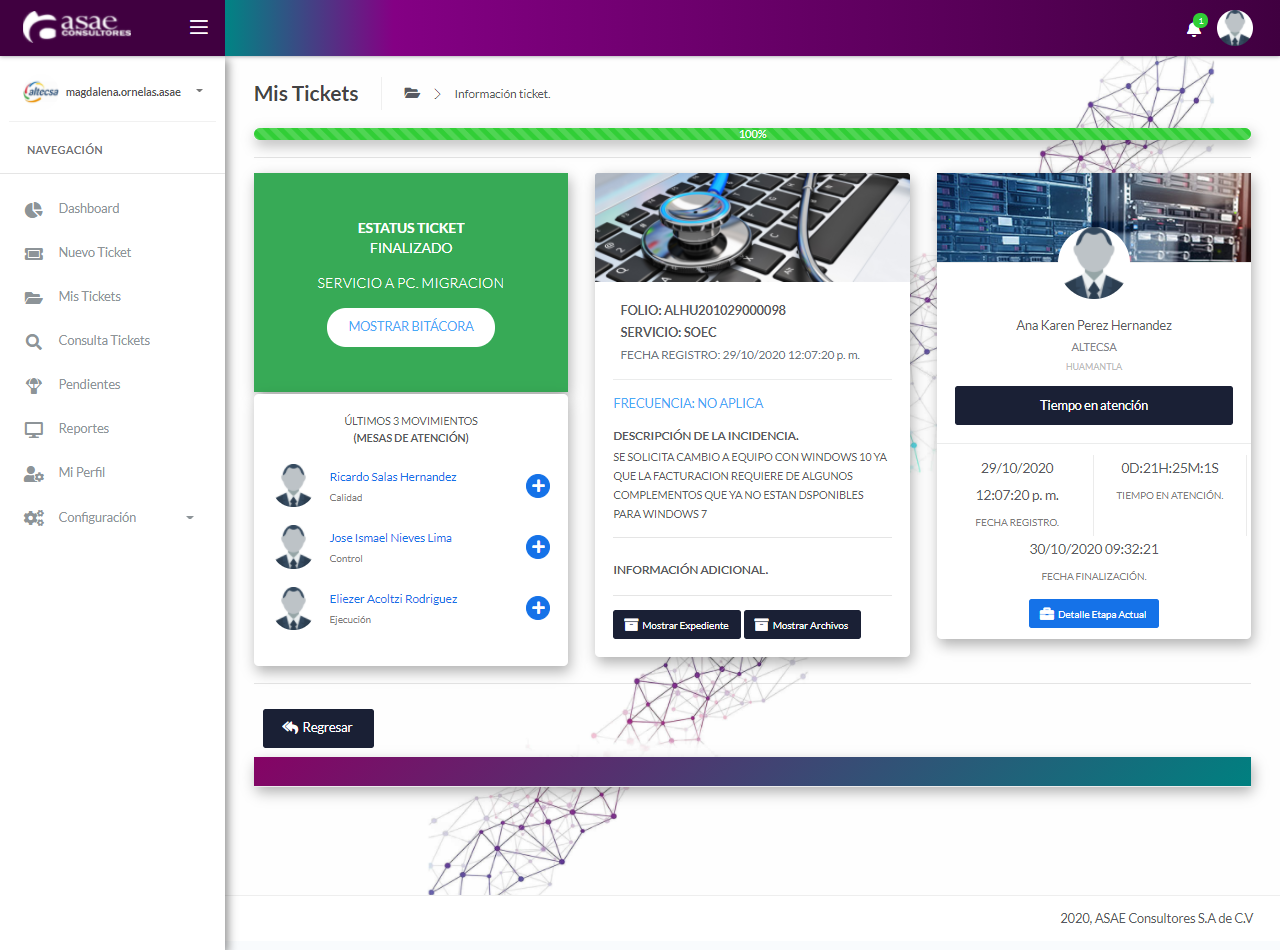 asae
CONSULTORES
1
altecsa
magdalena.ornelas.asae
NAVEGACIÓN
Dashboard
Nuevo Ticket
Mis Tickets
Consulta Tickets
Pendientes
Reportes
Mi Perfil
Configuración
Mis Tickets
Información ticket.
100%
ESTATUS TICKET
FINALIZADO
SERVICIO A PC. MIGRACION
MOSTRAR BITÁCORA
ÚLTIMOS 3 MOVIMIENTOS
(MESAS DE ATENCIÓN)
Ricardo Salas Hernandez
Calidad
Jose Ismael Nieves Lima
Control
Eliezer Acoltzi Rodriguez
Ejecución
FOLIO: ALHU201029000098
SERVICIO: SOEC
FECHA REGISTRO: 29/10/2020 12:07:20 p. m.
FRECUENCIA: NO APLICA
DESCRIPCIÓN DE LA INCIDENCIA.
SE SOLICITA CAMBIO A EQUIPO CON WINDOWS 10 YA
QUE LA FACTURACION REQUIERE DE ALGUNOS
COMPLEMENTOS QUE YA NO ESTAN DSPONIBLES
PARA WINDOWS 7
INFORMACIÓN ADICIONAL.
Mostrar Expediente
Mostrar Archivos
Ana Karen Perez Hernandez
ALTECSA
HUAMANTLA
Tiempo en atención
29/10/2020
12:07:20 p. m.
FECHA REGISTRO.
0D:21H:25M:1S
TIEMPO EN ATENCIÓN.
30/10/2020 09:32:21
FECHA FINALIZACIÓN.
Detalle Etapa Actual
Regresar
2020, ASAE Consultores S.A de C.V